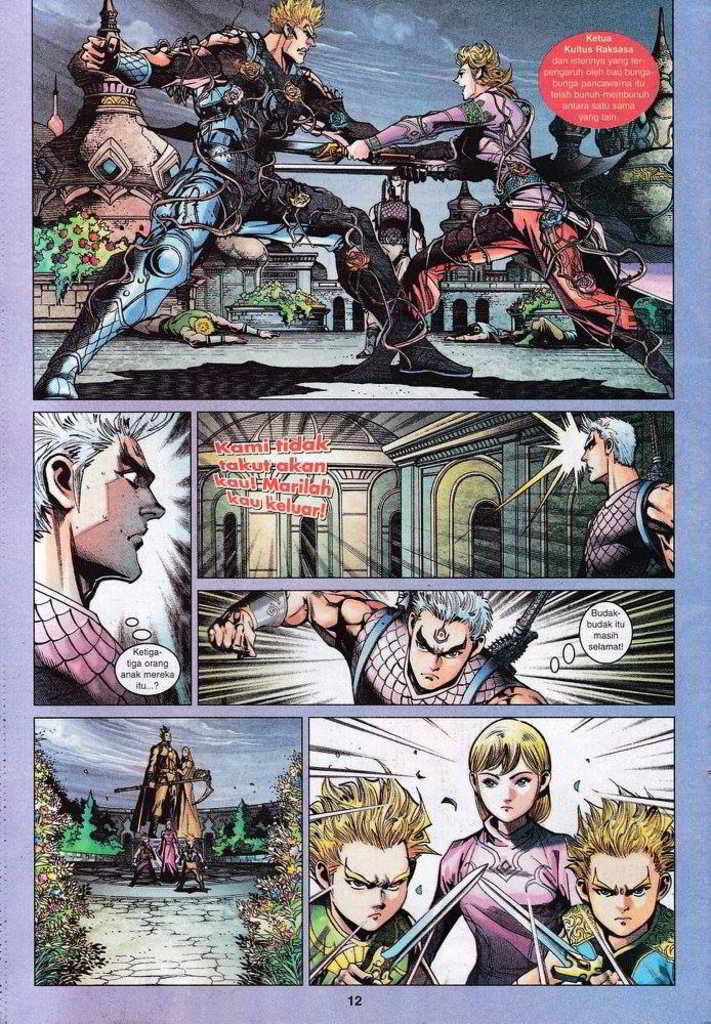 Ketua
Kultus Raksasa
dan isterinya yang ter-
pengaruh oleh bau bunga-
bunga pancawarna itu
telah bunuh-membunuh
antara satu sama
yang lain.
Kami tidak
takut akan
kau! Marilah
kau keluar!
Ketiga-
tiga orang
anak mereka
itu...?
Budak-
budak itu
masih
selamat!
12